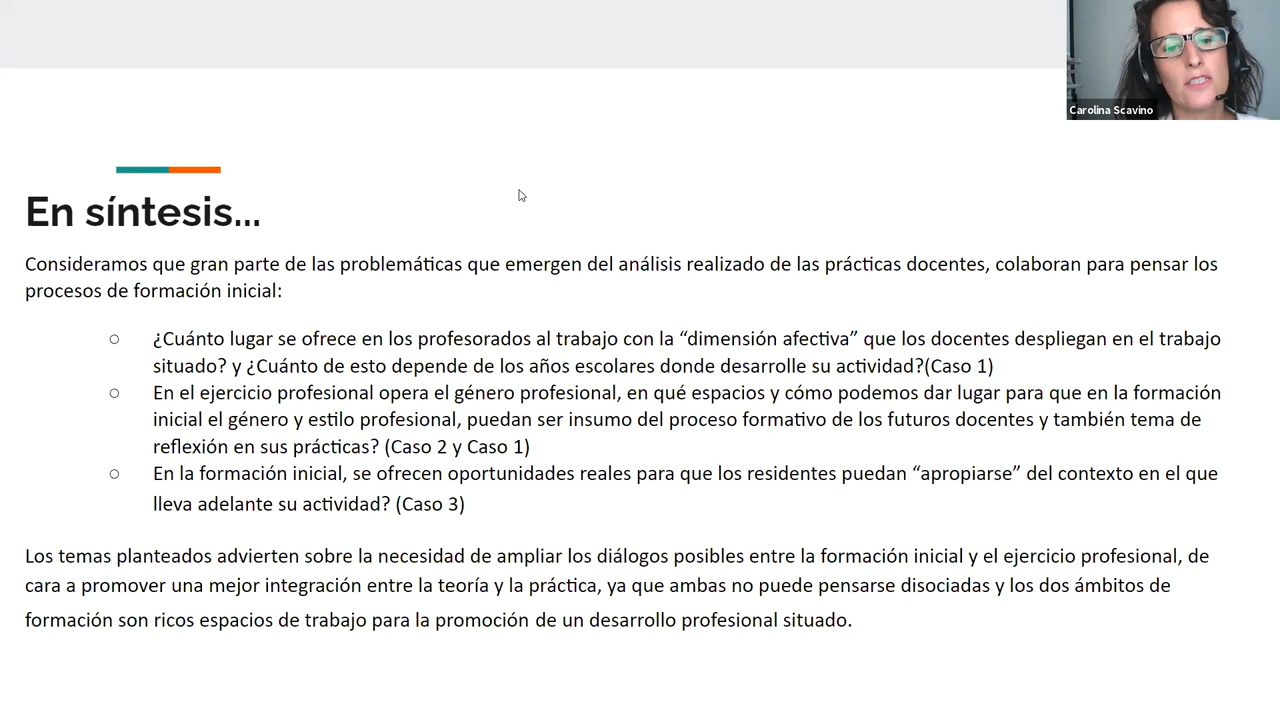 Carolina Scavino
En síntesis...
Consideramos que gran parte de las problemáticas que emergen del análisis realizado de las prácticas docentes, colaboran para pensar los
procesos de formación inicial:
○ ¿Cuánto lugar se ofrece en los profesorados al trabajo con la “dimensión afectiva” que los docentes despliegan en el trabajo
situado? y ¿Cuánto de esto depende de los años escolares donde desarrolle su actividad?(Caso 1)
○ En el ejercicio profesional opera el género profesional, en qué espacios y cómo podemos dar lugar para que en la formación
inicial el género y estilo profesional, puedan ser insumo del proceso formativo de los futuros docentes y también tema de
reflexión en sus prácticas? (Caso 2 y Caso 1)
○ En la formación inicial, se ofrecen oportunidades reales para que los residentes puedan “apropiarse” del contexto en el que
lleva adelante su actividad? (Caso 3)
Los temas planteados advierten sobre la necesidad de ampliar los diálogos posibles entre la formación inicial y el ejercicio profesional, de
cara a promover una mejor integración entre la teoría y la práctica, ya que ambas no puede pensarse disociadas y los dos ámbitos de
formación son ricos espacios de trabajo para la promoción de un desarrollo profesional situado.